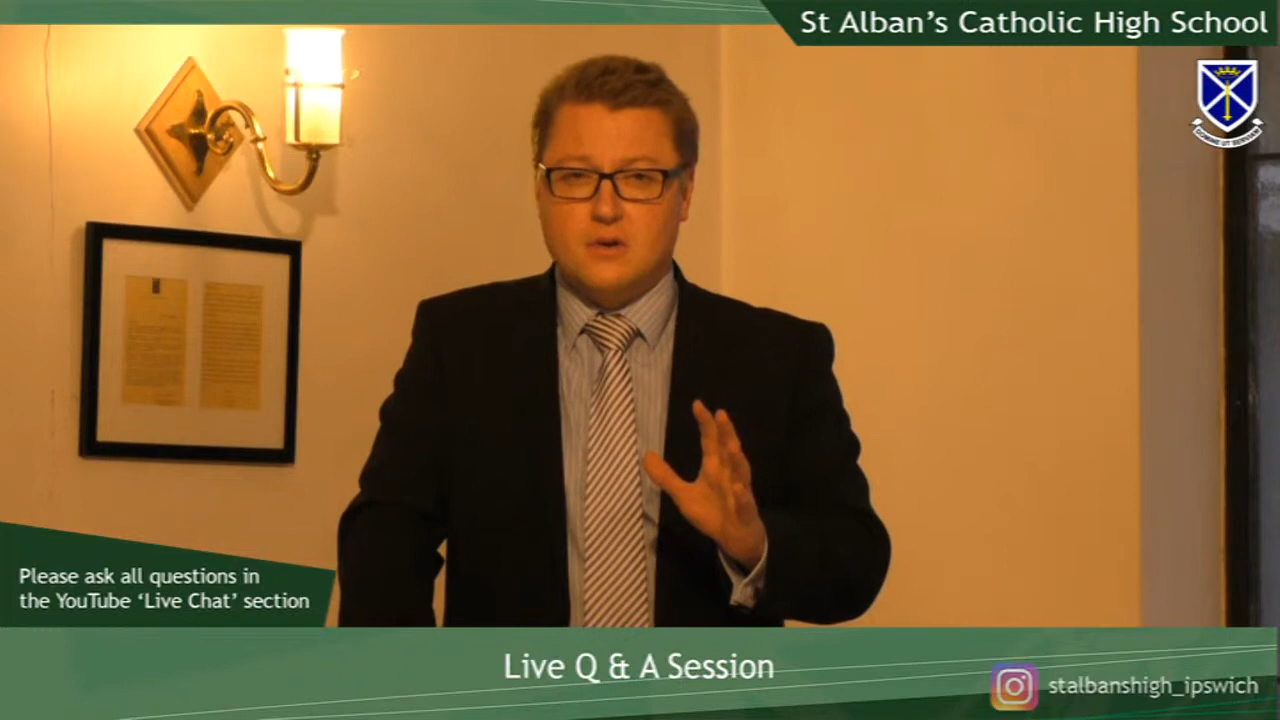 St Alban’s Catholic High School
Please ask all questions in
the YouTube ‘Live Chat’ section
Live Q & A Session
stalbanshigh_ipswich